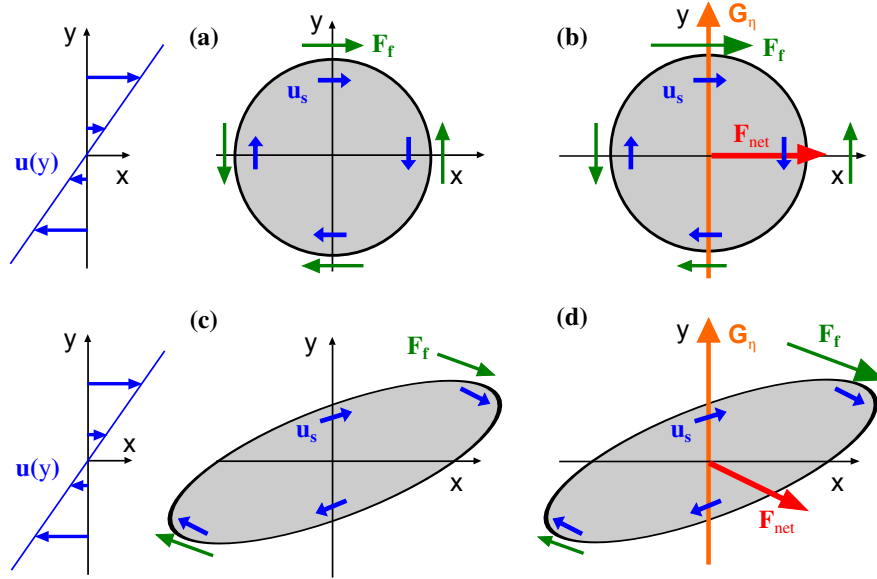 y
(a)
F_f
u_s
u(y)
x
x
y
(b)
G_η
F_f
u_s
F_net
x
y
(c)
F_f
u_s
u(y)
x
x
y
(d)
G_η
F_f
u_s
F_net
x
y
y